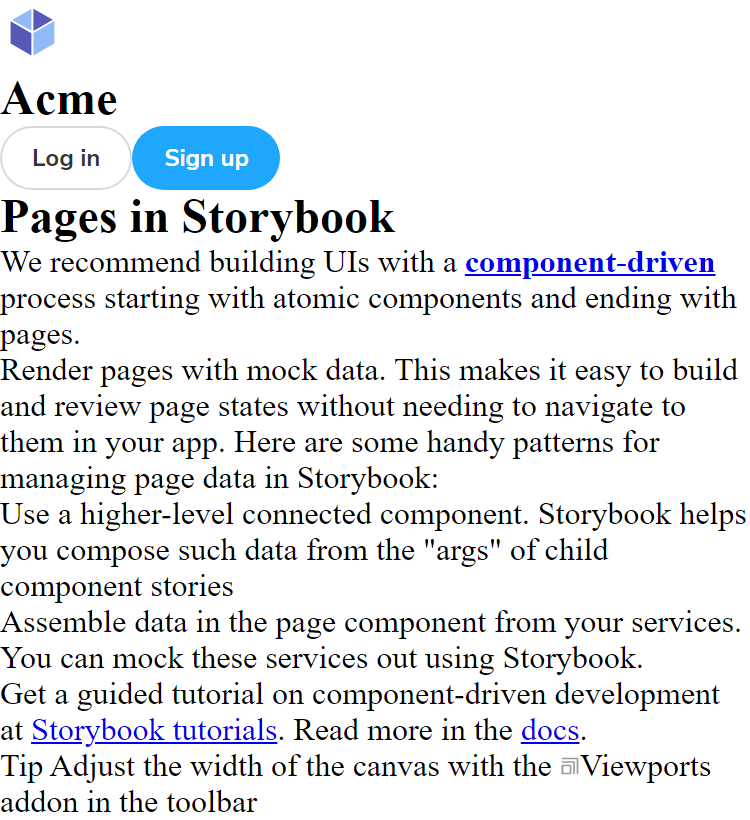 Acme
Log in Sign up
Pages in Storybook
We recommend building UIs with a component-driven
process starting with atomic components and ending with
pages.
Render pages with mock data. This makes it easy to build
and review page states without needing to navigate to
them in your app. Here are some handy patterns for
managing page data in Storybook:
Use a higher-level connected component. Storybook helps
you compose such data from the "args" of child
component stories
Assemble data in the page component from your services.
You can mock these services out using Storybook.
Get a guided tutorial on component-driven development
at Storybook tutorials. Read more in the docs.
Tip Adjust the width of the canvas with the Viewports
addon in the toolbar